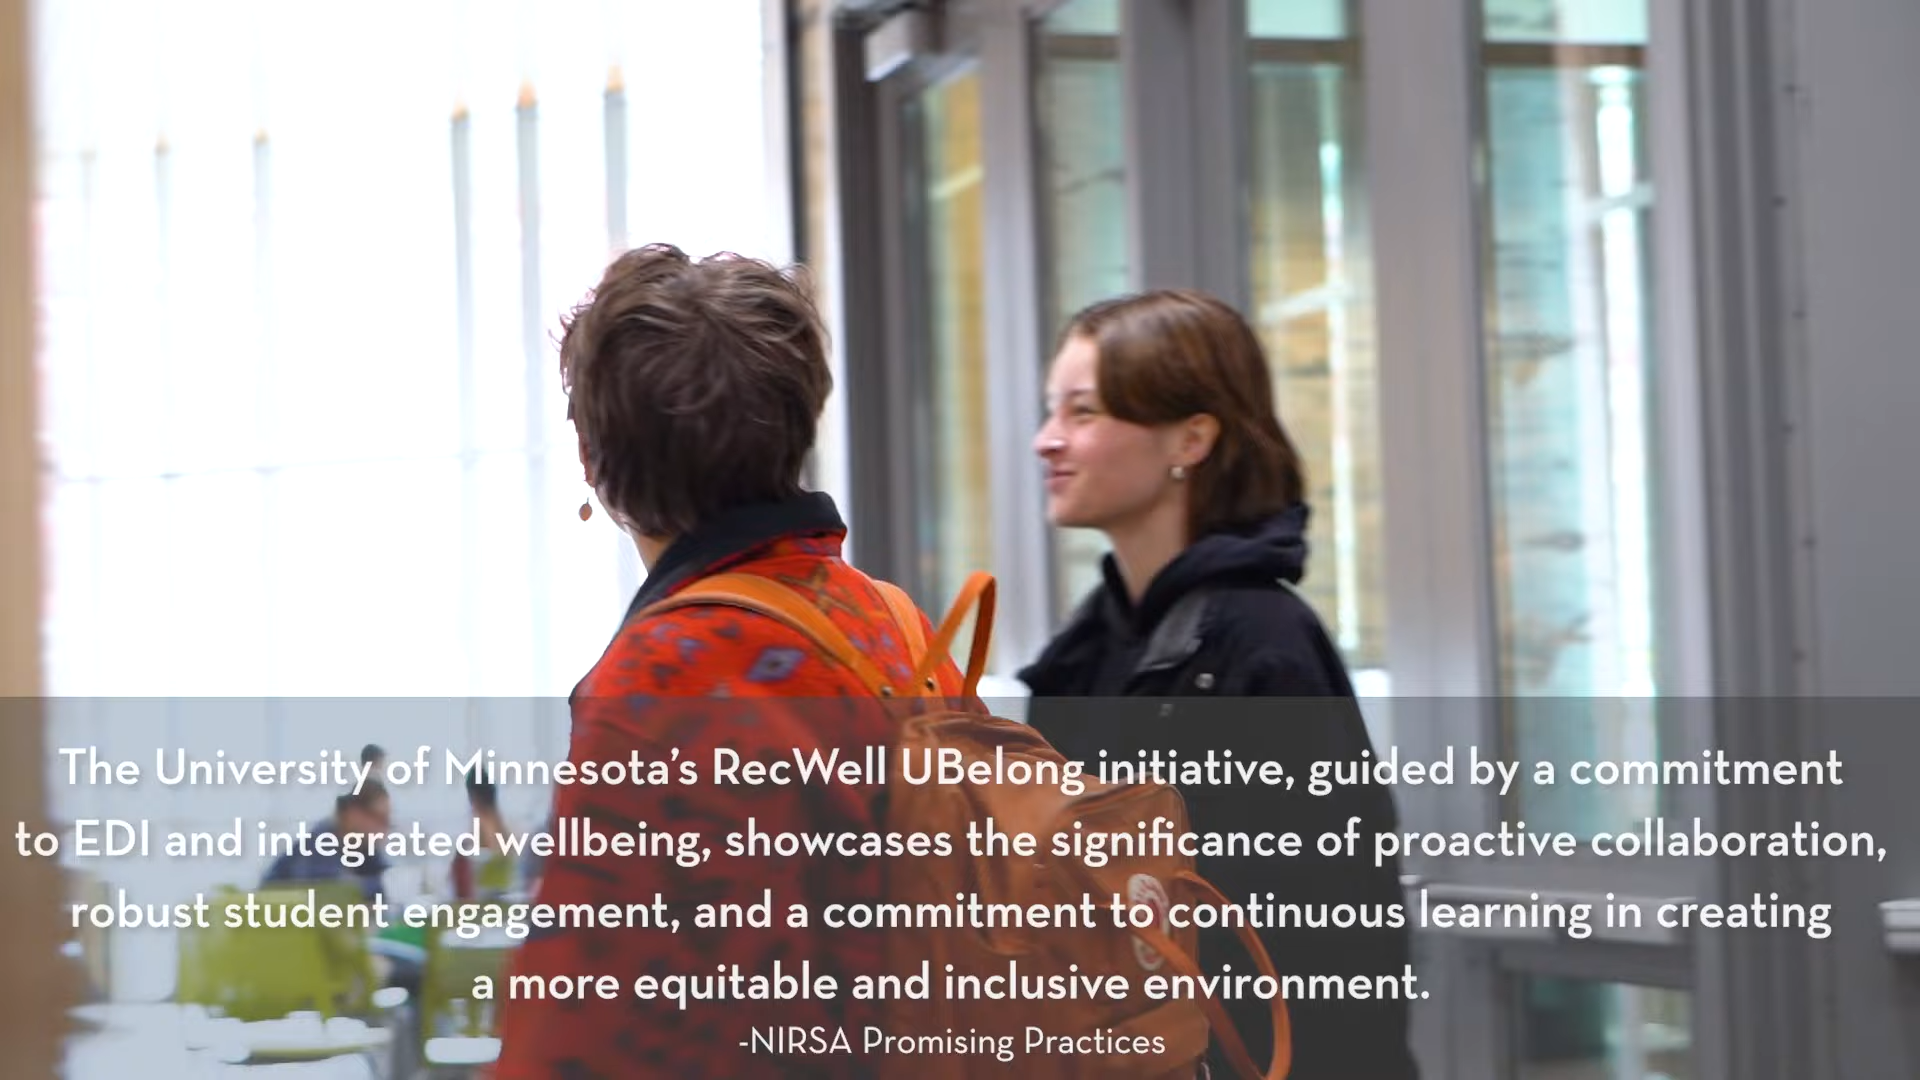 The University of Minnesota’s RecWell UBelong initiative, guided by a commitment
to EDI and integrated wellbeing, showcases the significance of proactive collaboration,
robust student engagement, and a commitment to continuous learning in creating
a more equitable and inclusive environment.
-NIRSA Promising Practices